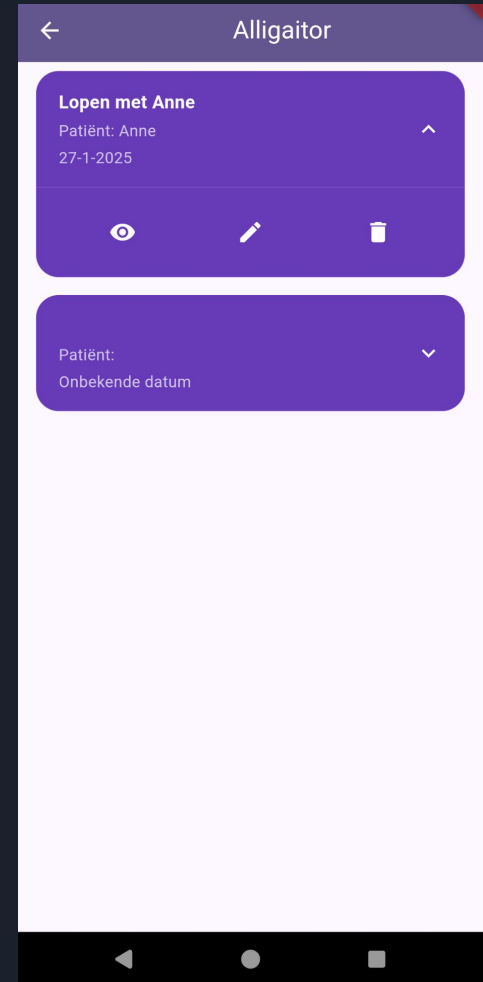 Alligaitor
Lopen met Anne
Patiënt: Anne
27-1-2025
Patiënt:
Onbekende datum